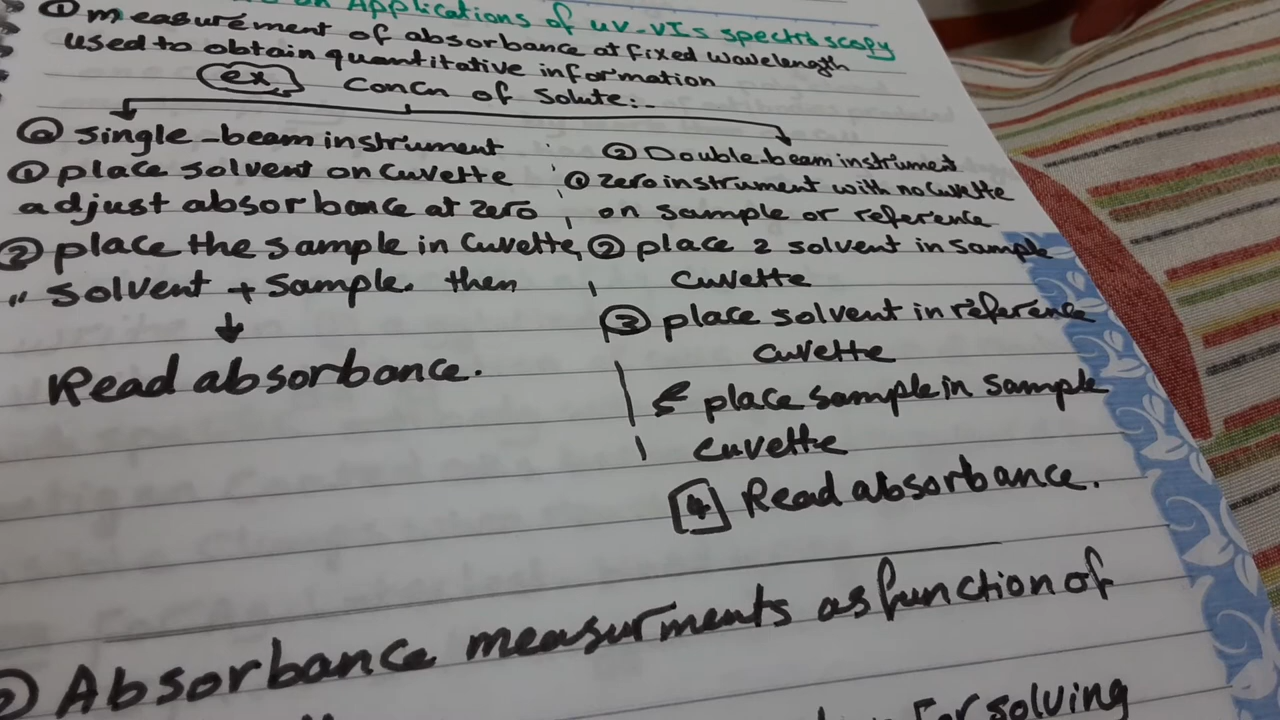 on Applications of uv-VIs spectroscopy
① measurement of absorbance at fixed wavelength
used to obtain quantitative information
ex Concn of Solute:-
ⓐ single-beam instrument
① place solvent on Cuvette
adjust absorbance at zero
② place the sample in Cuvette,
" solvent + sample. then
↓
Read absorbance.
② Double-beam instrument
① zero instrument with no Cuvette
on sample or reference
② place 2 solvent in sample
Cuvette
③ place solvent in reference
cuvette
place sample in sample
cuvette
4 Read absorbance.
Absorbance measurments as function of
For solving